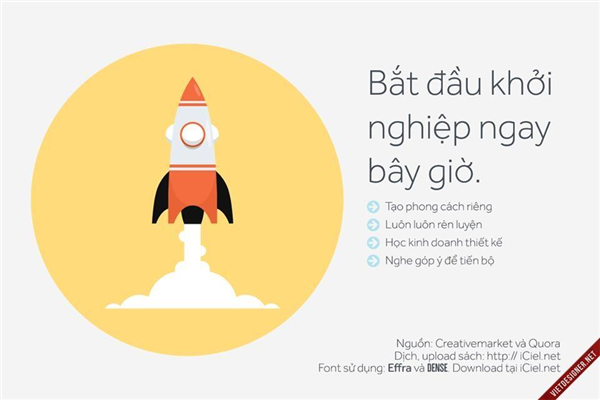 Bắt đầu khởi
nghiệp ngay
bây giờ.
Tạo phong cách riêng
Luôn luôn rèn luyện
Học kinh doanh thiết kế
Nghe góp ý để tiến bộ
Nguồn: Creativemarket và Quora
Dịch, upload sách: http:// iCiel.net
Font sử dụng: Effra và DENSE. Download tại iCiel.net
VIETDESIGNER.NET